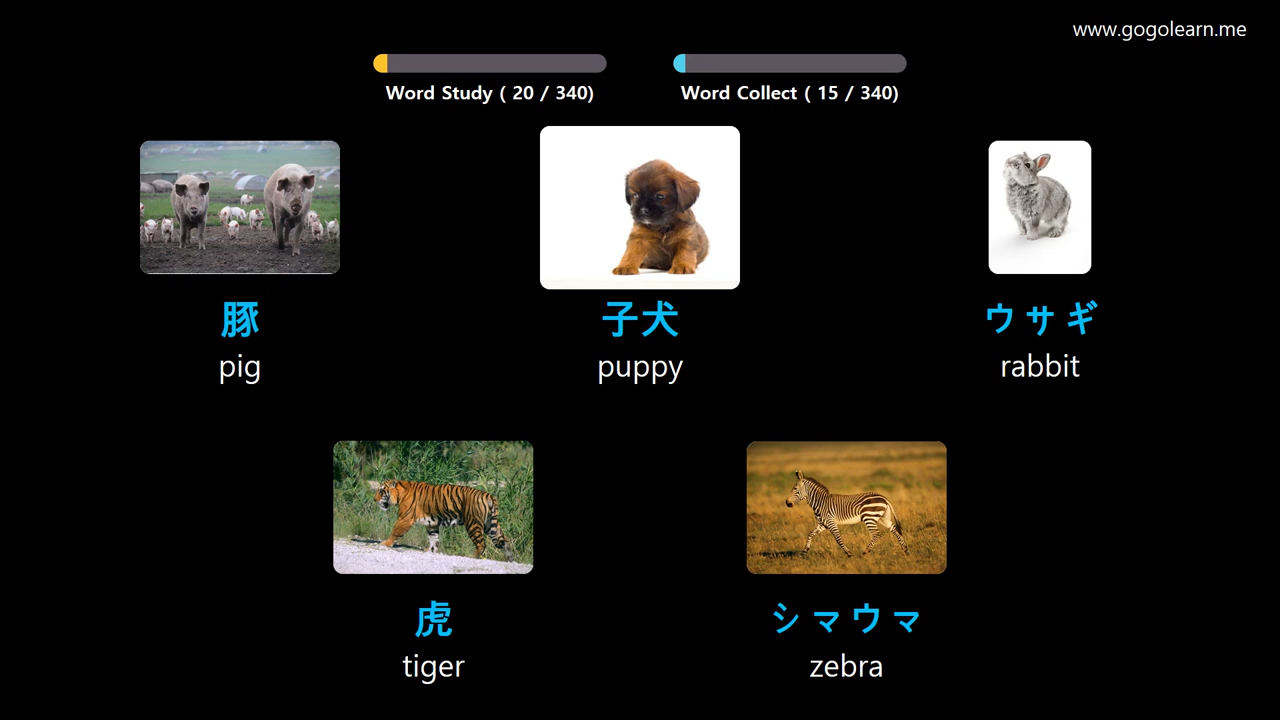 www.gogolearn.me
Word Study ( 20 / 340)
Word Collect ( 15 / 340)
豚
pig
子犬
puppy
ウサギ
rabbit
虎
tiger
シマウマ
zebra